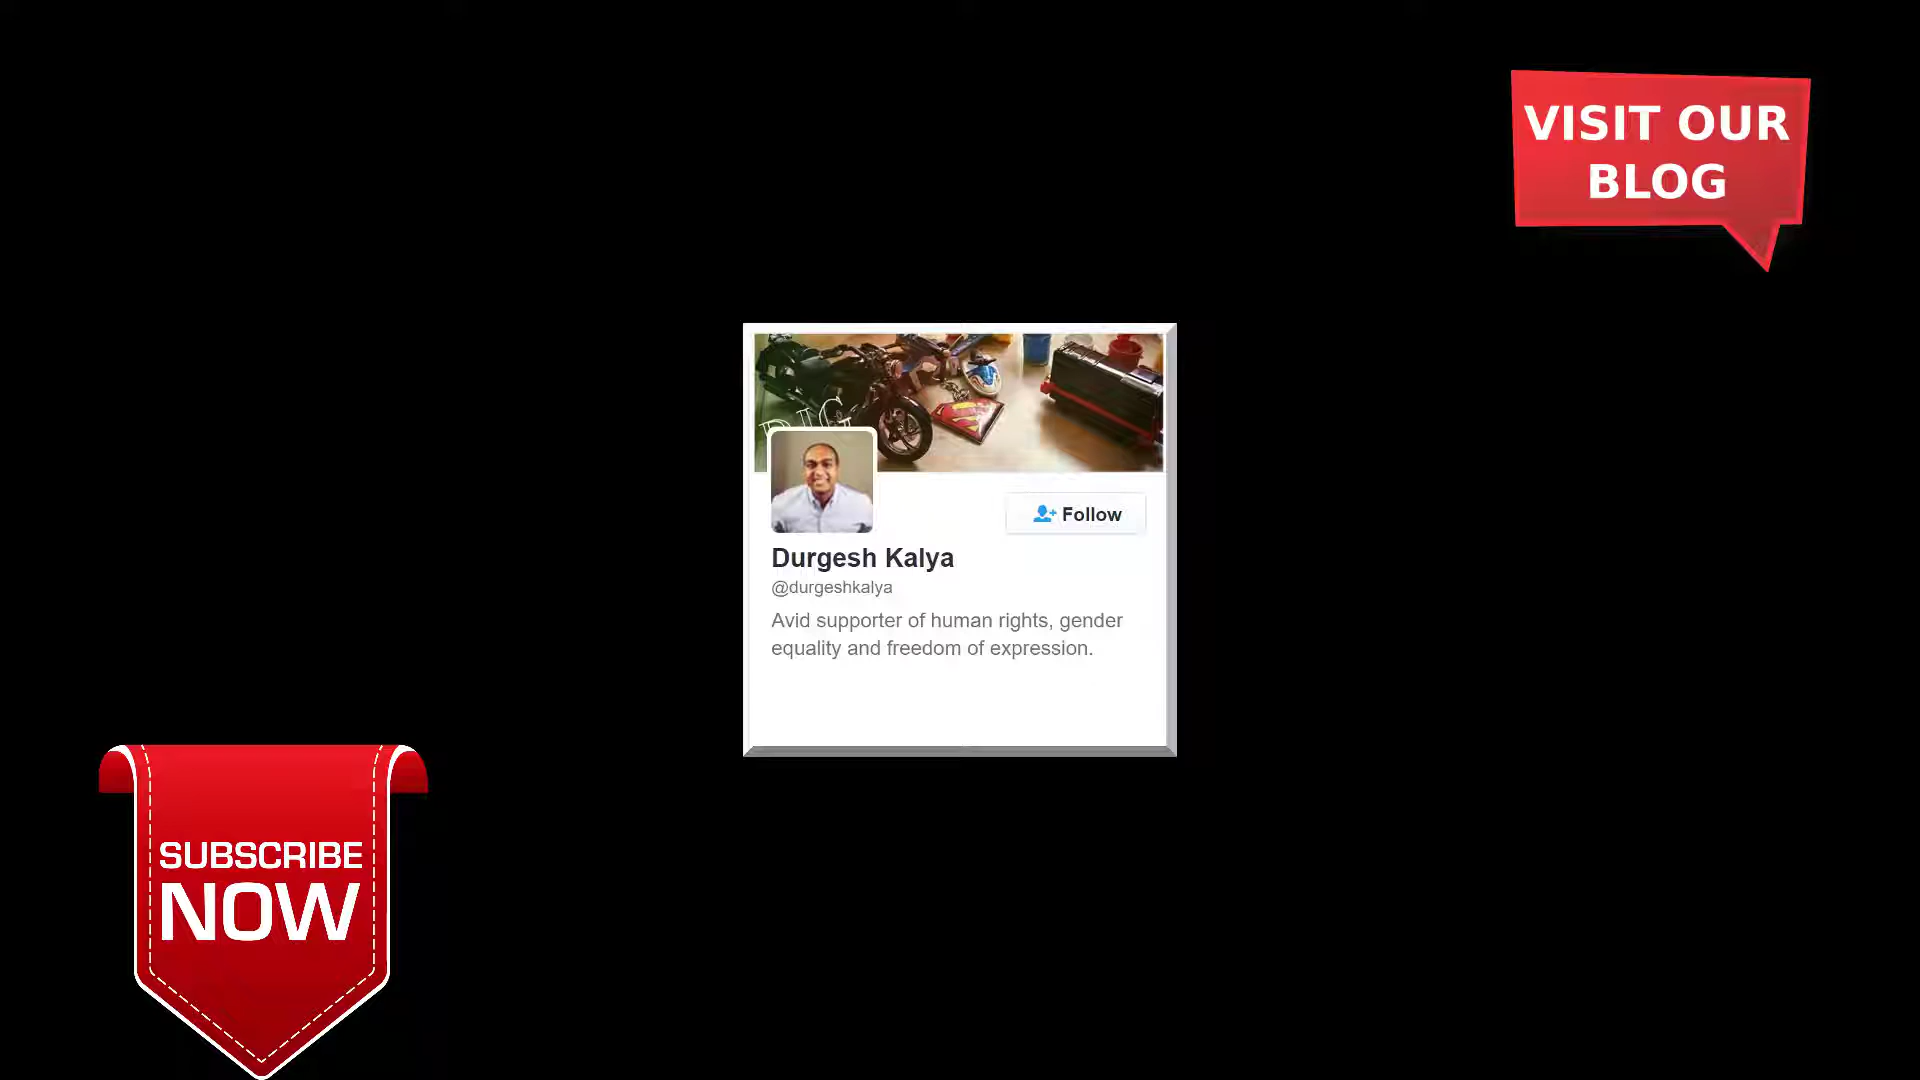 VISIT OUR
BLOG
Follow
Durgesh Kalya
@durgeshkalya
Avid supporter of human rights, gender
equality and freedom of expression.
SUBSCRIBE
NOW